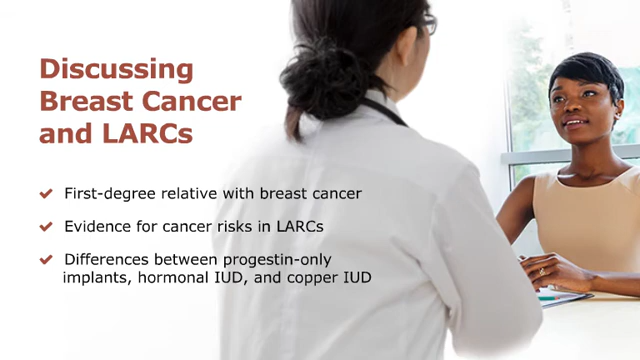 Discussing
Breast Cancer
and LARCs
First-degree relative with breast cancer
Evidence for cancer risks in LARCs
Differences between progestin-only
implants, hormonal IUD, and copper IUD